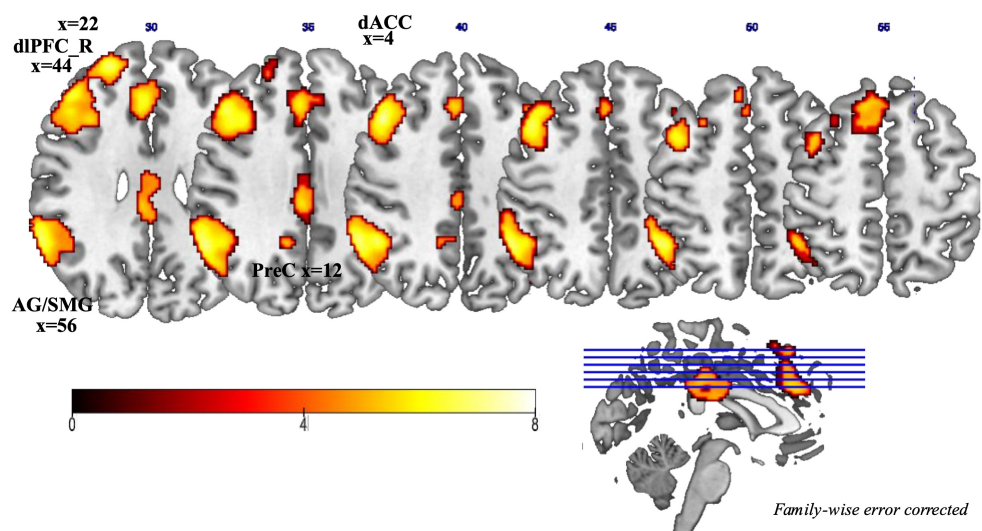 x=22
30
35
dACC
40
45
50
55
dlPFC_R
x=4
x=44
PreC x=12
AG/SMG
x=56
0
4
8
Family-wise error corrected